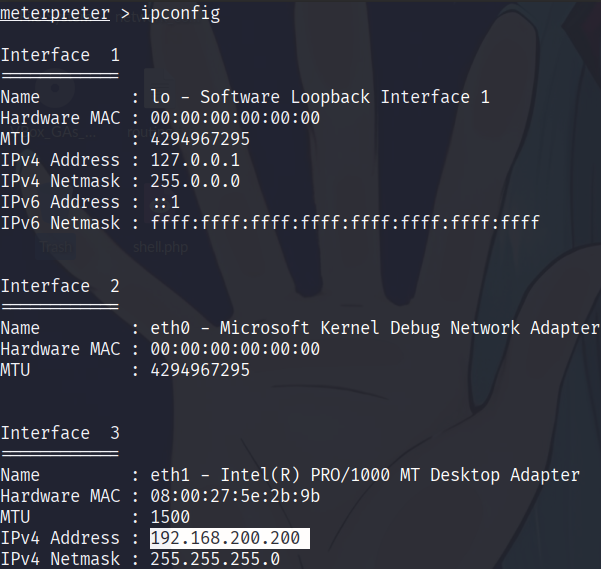 meterpreter > ipconfig
Interface  1
============
Name         : lo - Software Loopback Interface 1
Hardware MAC : 00:00:00:00:00:00
MTU          : 4294967295
IPv4 Address : 127.0.0.1
IPv4 Netmask : 255.0.0.0
IPv6 Address : ::1
IPv6 Netmask : ffff:ffff:ffff:ffff:ffff:ffff:ffff:ffff
Trash
shell.php
Interface  2
============
Name         : eth0 - Microsoft Kernel Debug Network Adapter
Hardware MAC : 00:00:00:00:00:00
MTU          : 4294967295
Interface  3
============
Name         : eth1 - Intel(R) PRO/1000 MT Desktop Adapter
Hardware MAC : 08:00:27:5e:2b:9b
MTU          : 1500
IPv4 Address : 192.168.200.200
IPv4 Netmask : 255.255.255.0